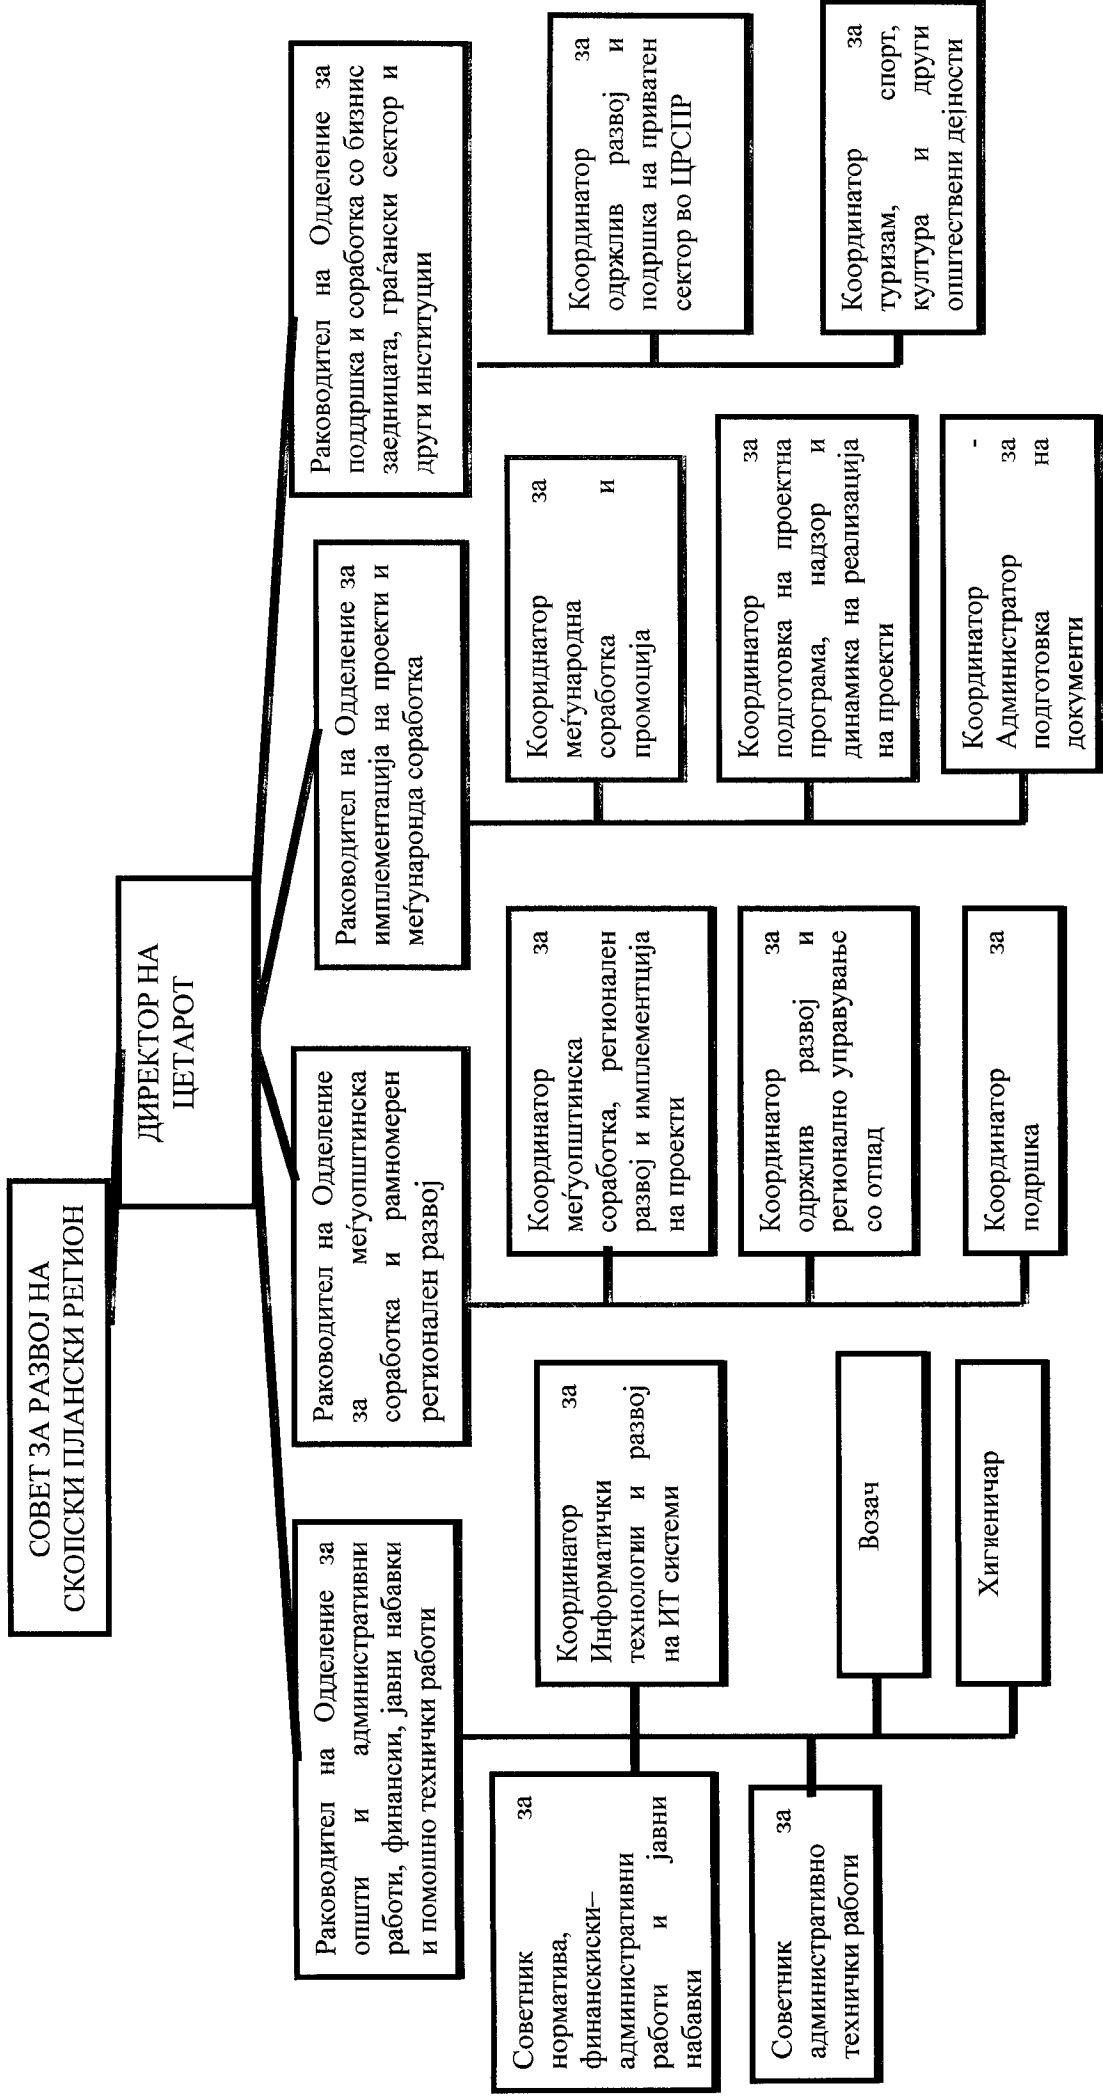 СОВЕТ ЗА РАЗВОЈ НА
СКОПСКИ ПЛАНСКИ РЕГИОН
ДИРЕКТОР НА
ЦЕТАРОТ
Раководител на Одделение за
општи и административни
работи, финансии, јавни набавки
и помошно технички работи
Раководител на Одделение
за меѓуопштинска
соработка и рамномерен
регионален развој
Раководител на Одделение за
имплементација на проекти и
меѓунаронда соработка
Раководител на Одделение за
поддршка и соработка со бизнис
заедницата, граѓански сектор и
други институции
Советник за
норматива,
финанскиски–
административни
работи и јавни
набавки
Советник за
административно
технички работи
Координатор за
Информатички
технологии и развој
на ИТ системи
Возач
Хигиеничар
Координатор за
меѓуопштинска
соработка, регионален
развој и имплементција
на проекти
Координатор за
одржлив развој и
регионално управување
со отпад
Координатор за
подршка
Коориднатор за
меѓународна
соработка и
промоција
Координатор за
подготовка на проектна
програма, надзор и
динамика на реализација
на проекти
Координатор -
Администратор за
подготовка на
документи
Координатор за
одржлив развој и
подршка на приватен
сектор во ЦРСПР
Координатор за
туризам, спорт,
култура и други
општествени дејности